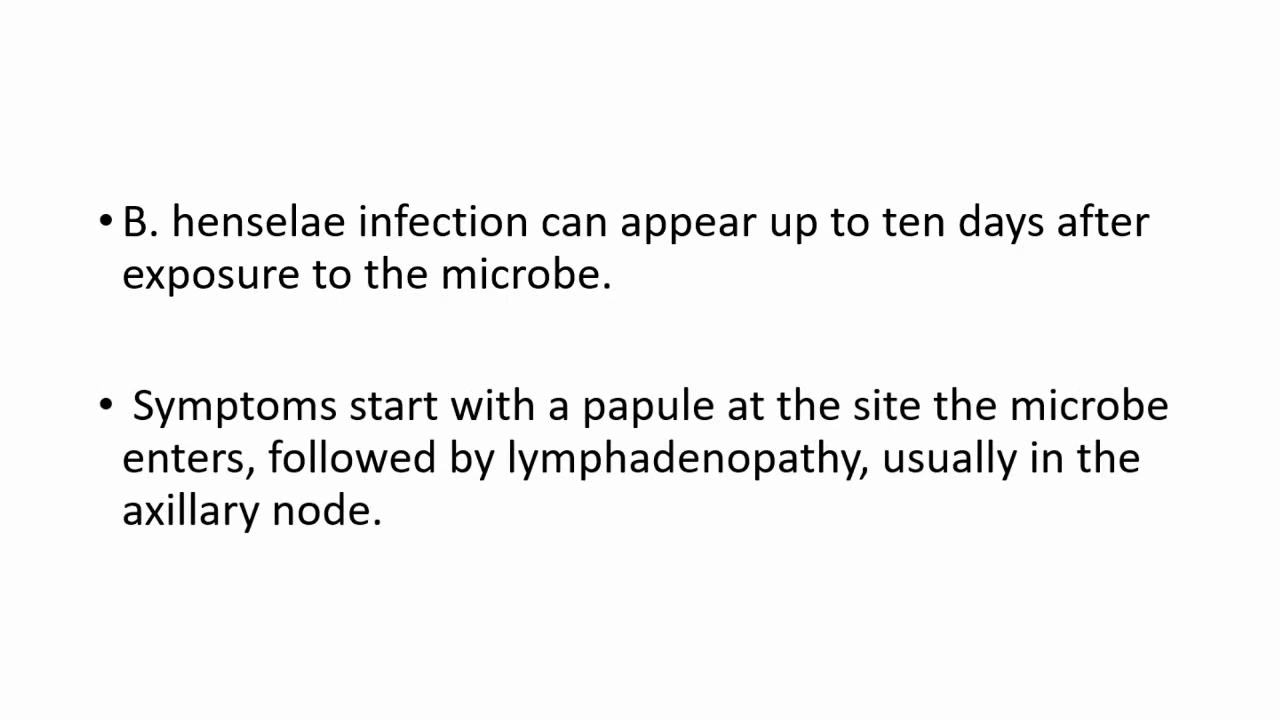 • B. henselae infection can appear up to ten days after
exposure to the microbe.
• Symptoms start with a papule at the site the microbe
enters, followed by lymphadenopathy, usually in the
axillary node.